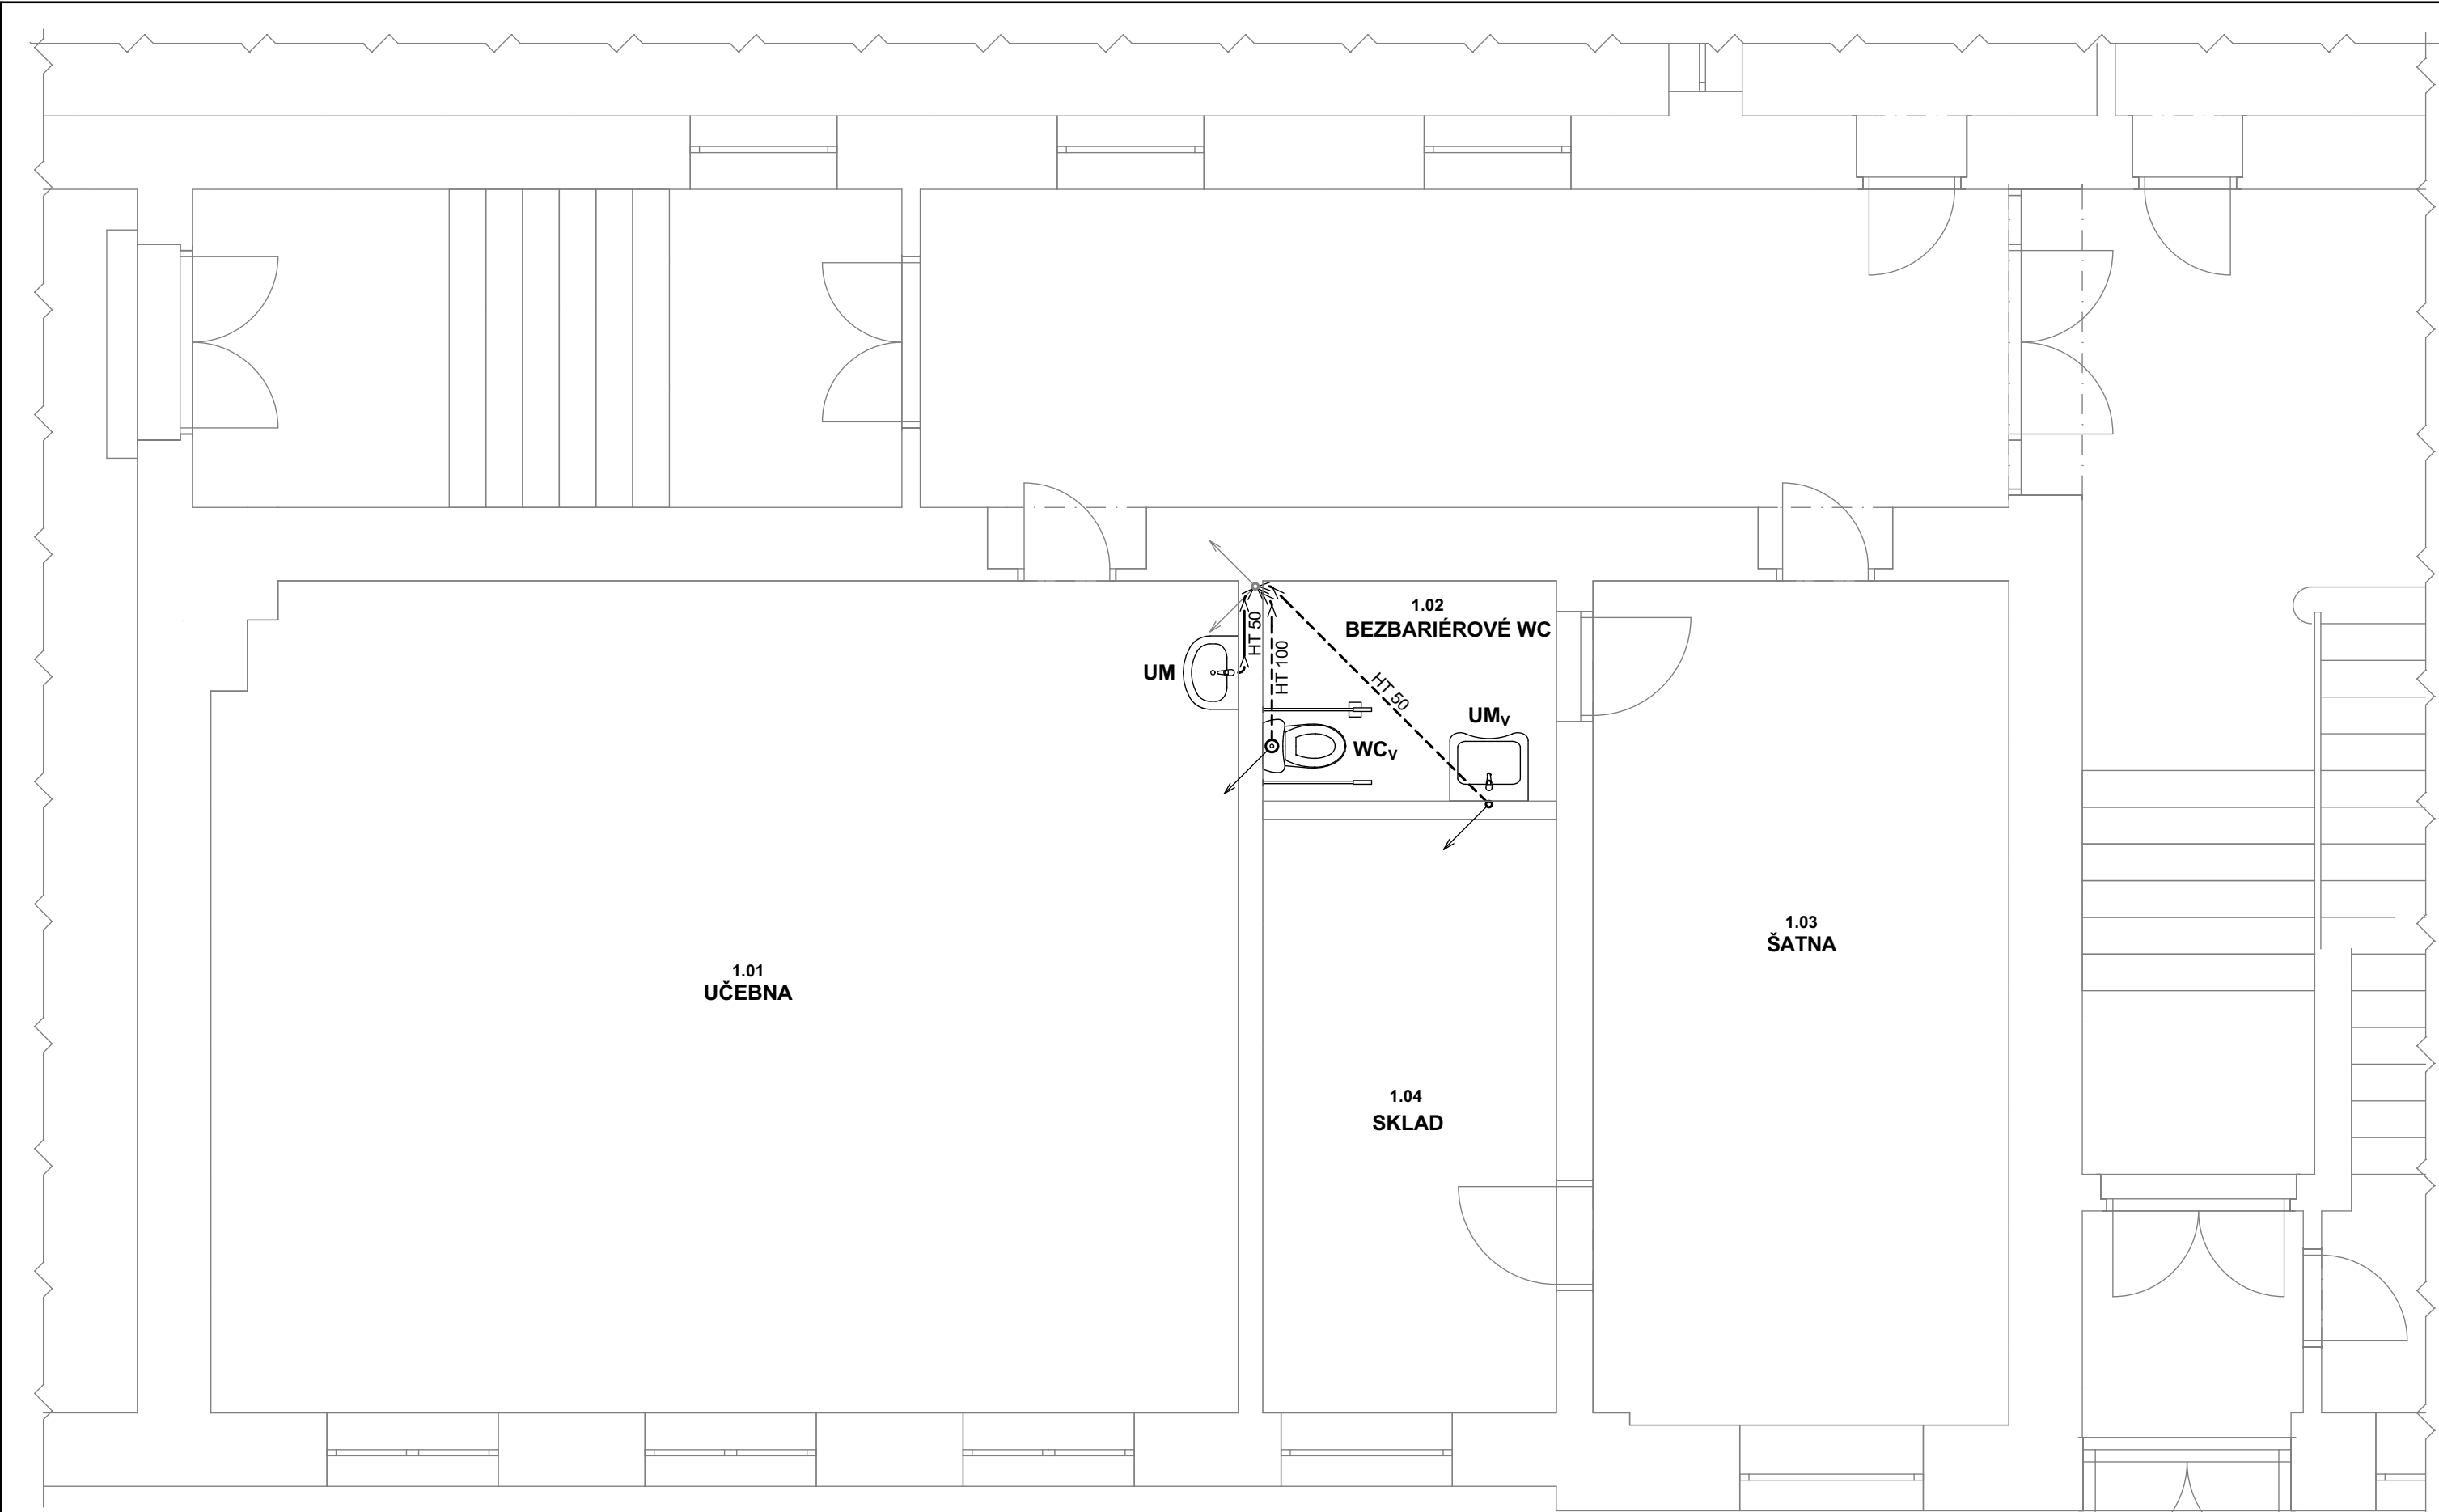 1.02
BEZBARIÉROVÉ WC
HT 50
HT 100
HT 50
UM
UMV
WCV
1.03
ŠATNA
1.01
UČEBNA
1.04
SKLAD